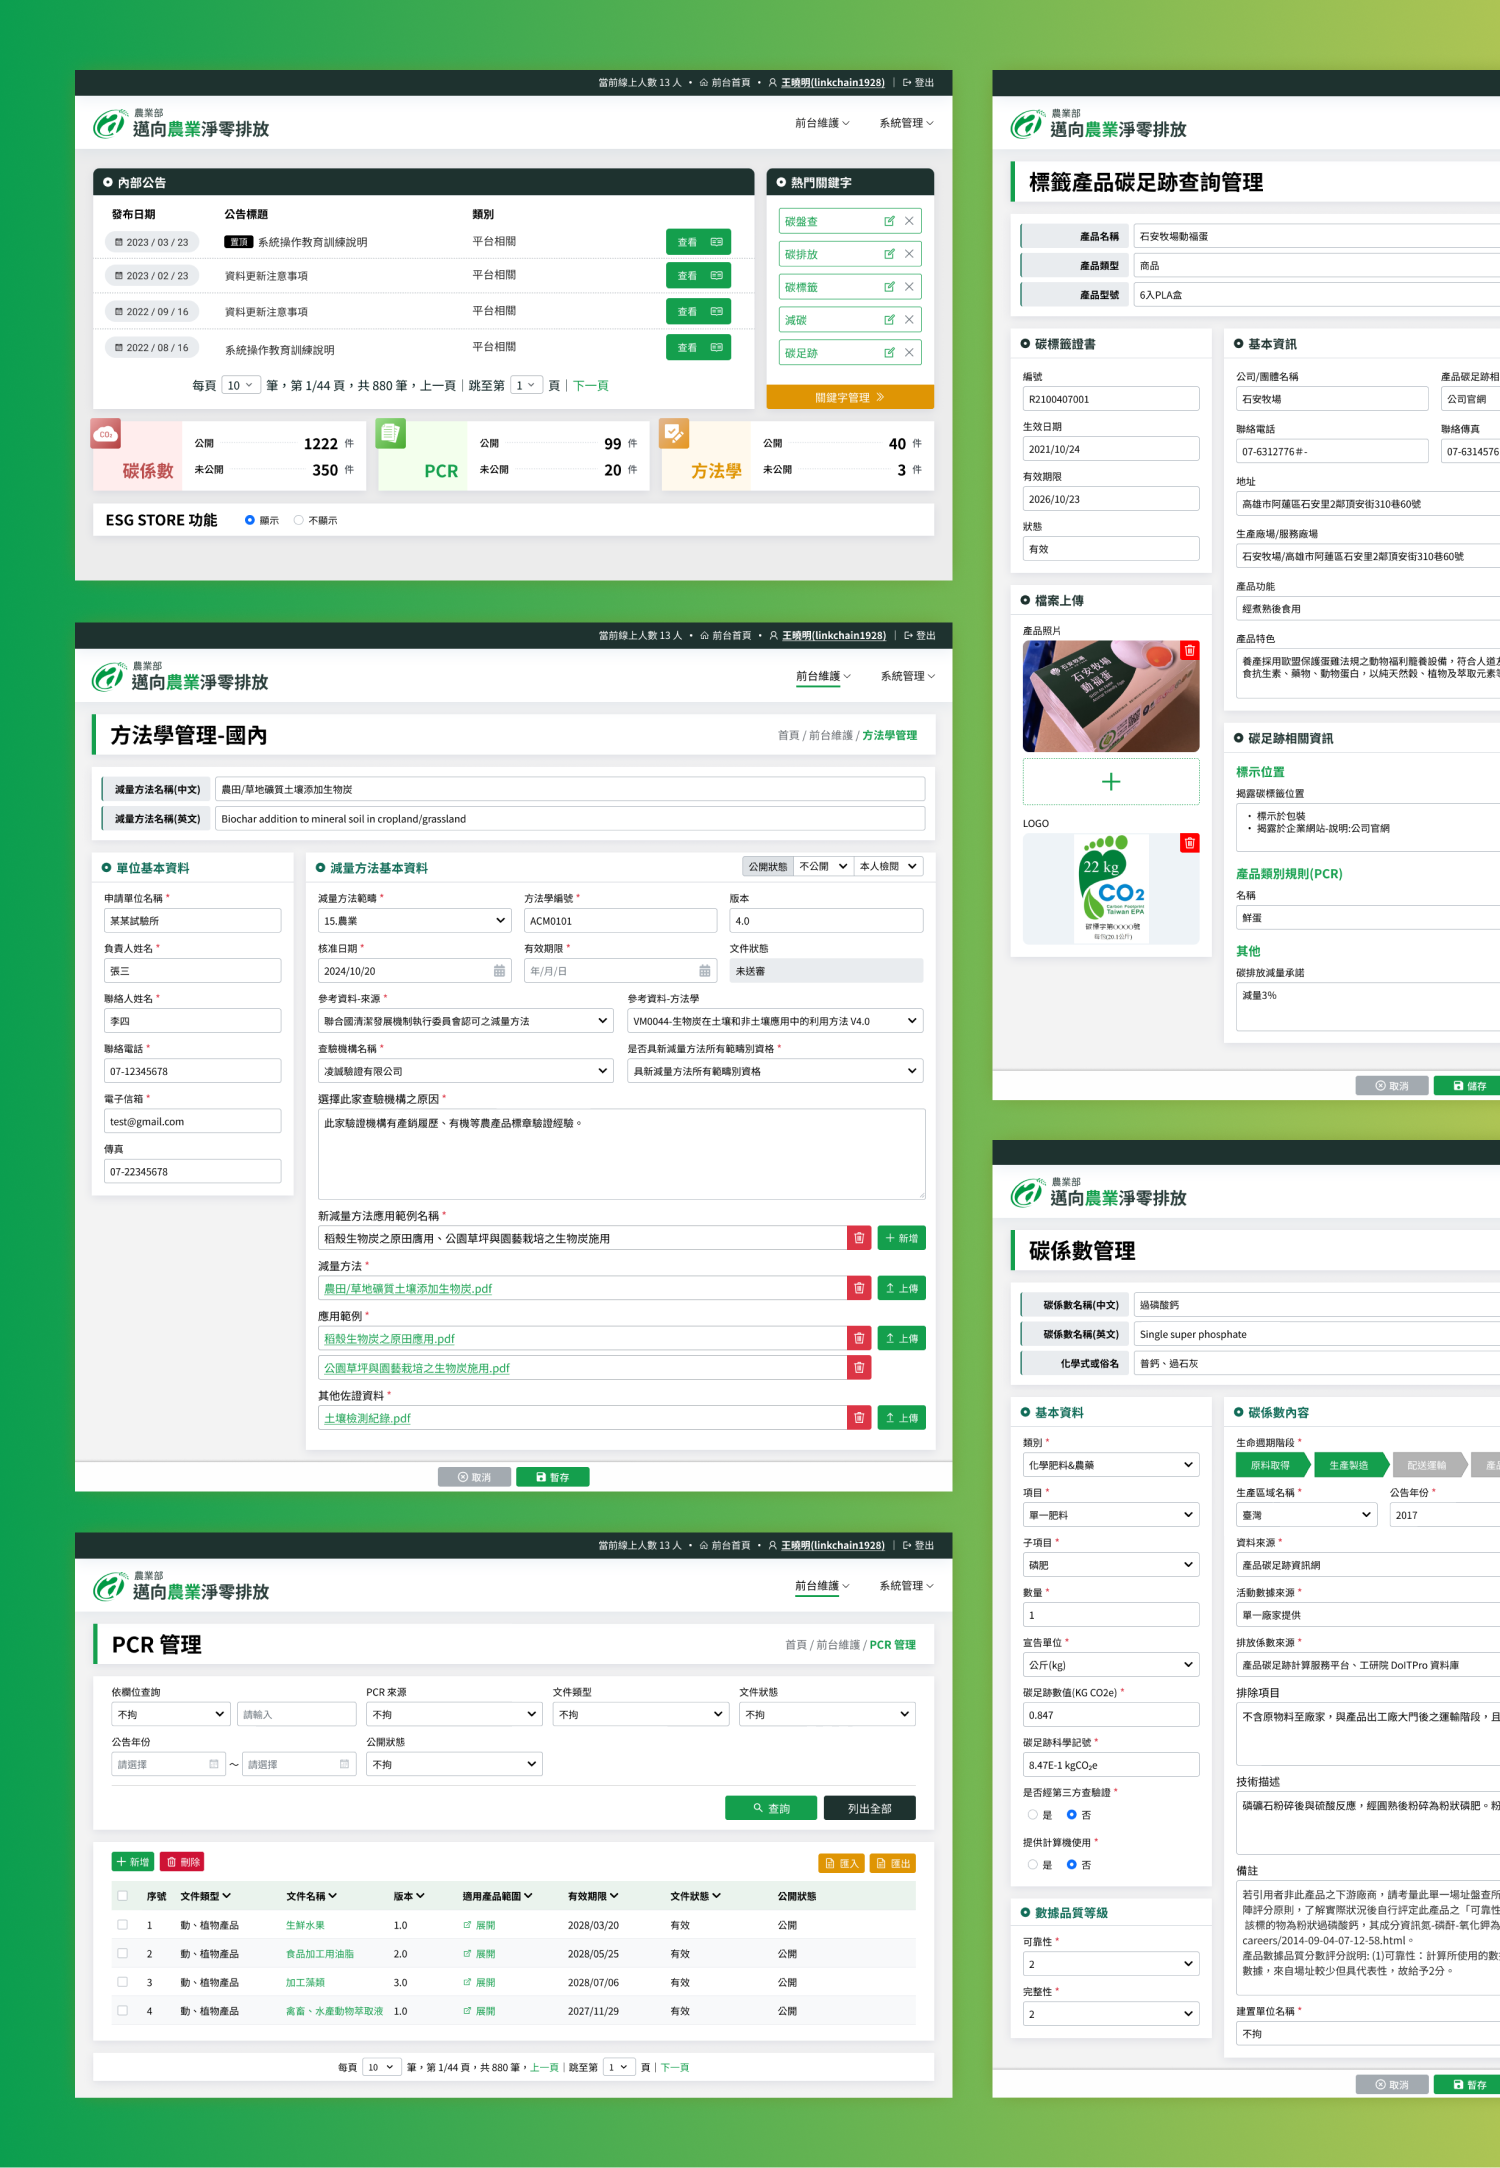 當前線上人數 13 人 • 前台首頁 • 王曉明(linkchain1928) | 登出
農業部
邁向農業淨零排放
前台維護 系統管理
內部公告
發布日期 公告標題 類別
2023 / 03 / 23 置頂 系統操作教育訓練說明 平台相關 查看
2023 / 02 / 23 資料更新注意事項 平台相關 查看
2022 / 09 / 16 資料更新注意事項 平台相關 查看
2022 / 08 / 16 系統操作教育訓練說明 平台相關 查看
每頁 10 筆，第 1/44 頁，共 880 筆，上一頁 | 跳至第 1 頁 | 下一頁
熱門關鍵字
碳盤查
碳排放
碳標籤
減碳
碳足跡
關鍵字管理
CO₂
碳係數
公開 1222 件
未公開 350 件
PCR
公開 99 件
未公開 20 件
方法學
公開 40 件
未公開 3 件
ESG STORE 功能 顯示 不顯示
當前線上人數 13 人 • 前台首頁 • 王曉明(linkchain1928) | 登出
農業部
邁向農業淨零排放
前台維護 系統管理
方法學管理-國內
首頁 / 前台維護 / 方法學管理
減量方法名稱(中文) 農田/草地礦質土壤添加生物炭
減量方法名稱(英文) Biochar addition to mineral soil in cropland/grassland
單位基本資料
申請單位名稱 *
某某試驗所
負責人姓名 *
張三
聯絡人姓名 *
李四
聯絡電話 *
07-12345678
電子信箱 *
test@gmail.com
傳真
07-22345678
減量方法基本資料
公開狀態 不公開 本人檢閱
減量方法範疇 * 方法學編號 * 版本
15.農業 ACM0101 4.0
核准日期 * 有效期限 * 文件狀態
2024/10/20 年/月/日 未送審
參考資料-來源 * 參考資料-方法學
聯合國清潔發展機制執行委員會認可之減量方法 VM0044-生物炭在土壤和非土壤應用中的利用方法 V4.0
查驗機構名稱 * 是否具新減量方法所有範疇別資格 *
凌誠驗證有限公司 具新減量方法所有範疇別資格
選擇此家查驗機構之原因 *
此家驗證機構有產銷履歷、有機等農產品標章驗證經驗。
新減量方法應用範例名稱 *
稻殼生物炭之原田膺用、公園草坪與園藝栽培之生物炭施用 新增
減量方法 *
農田/草地礦質土壤添加生物炭.pdf 上傳
應用範例 *
稻殼生物炭之原田應用.pdf 上傳
公園草坪與園藝栽培之生物炭施用.pdf
其他佐證資料 *
土壤檢測紀錄.pdf 上傳
取消 暫存
當前線上人數 13 人 • 前台首頁 • 王曉明(linkchain1928) | 登出
農業部
邁向農業淨零排放
前台維護 系統管理
PCR 管理
首頁 / 前台維護 / PCR 管理
依欄位查詢 PCR 來源 文件類型 文件狀態
不拘 請輸入 不拘 不拘 不拘
公告年份 公開狀態
請選擇 ～ 請選擇 不拘
查詢 列出全部
新增 刪除 匯入 匯出
序號 文件類型 文件名稱 版本 適用產品範圍 有效期限 文件狀態 公開狀態
1 動、植物產品 生鮮水果 1.0 展開 2028/03/20 有效 公開
2 動、植物產品 食品加工用油脂 2.0 展開 2028/05/25 有效 公開
3 動、植物產品 加工藻類 3.0 展開 2028/07/06 有效 公開
4 動、植物產品 禽畜、水產動物萃取液 1.0 展開 2027/11/29 有效 公開
每頁 10 筆，第 1/44 頁，共 880 筆，上一頁 | 跳至第 1 頁 | 下一頁
農業部
邁向農業淨零排放
標籤產品碳足跡查詢管理
產品名稱 石安牧場動福蛋
產品類型 商品
產品型號 6入PLA盒
碳標籤證書
編號
R2100407001
生效日期
2021/10/24
有效期限
2026/10/23
狀態
有效
檔案上傳
產品照片
石安牧場
動福蛋
LOGO
22 kg
CO2
Carbon Footprint
Taiwan EPA
碳標字第OOOO號
每包(20.1公斤)
基本資訊
公司/團體名稱 產品碳足跡相
石安牧場 公司官網
聯絡電話 聯絡傳真
07-6312776＃- 07-6314576
地址
高雄市阿蓮區石安里2鄰頂安街310巷60號
生產廠場/服務廠場
石安牧場/高雄市阿蓮區石安里2鄰頂安街310巷60號
產品功能
經煮熟後食用
產品特色
養產採用歐盟保護蛋雞法規之動物福利籠養設備，符合人道友
食抗生素、藥物、動物蛋白，以純天然穀、植物及萃取元素等
碳足跡相關資訊
標示位置
揭露碳標籤位置
• 標示於包裝
• 揭露於企業網站-說明:公司官網
產品類別規則(PCR)
名稱
鮮蛋
其他
碳排放減量承諾
減量3%
取消 儲存
農業部
邁向農業淨零排放
碳係數管理
碳係數名稱(中文) 過磷酸鈣
碳係數名稱(英文) Single super phosphate
化學式或俗名 普鈣、過石灰
基本資料
類別 *
化學肥料&農藥
項目 *
單一肥料
子項目 *
磷肥
數量 *
1
宣告單位 *
公斤(kg)
碳足跡數值(KG CO2e) *
0.847
碳足跡科學記號 *
8.47E-1 kgCO₂e
是否經第三方查驗證 *
是 否
提供計算機使用 *
是 否
數據品質等級
可靠性 *
2
完整性 *
2
碳係數內容
生命週期階段 *
原料取得 生產製造 配送運輸 產品
生產區域名稱 * 公告年份 *
臺灣 2017
資料來源 *
產品碳足跡資訊網
活動數據來源 *
單一廠家提供
排放係數來源 *
產品碳足跡計算服務平台、工研院 DoITPro 資料庫
排除項目
不含原物料至廠家，與產品出工廠大門後之運輸階段，且
技術描述
磷礦石粉碎後與硫酸反應，經圓熟後粉碎為粉狀磷肥。粉
備註
若引用者非此產品之下游廠商，請考量此單一場址盤查所
陣評分原則，了解實際狀況後自行評定此產品之「可靠性
該標的物為粉狀過磷酸鈣，其成分資訊氮-磷酐-氧化鉀為
careers/2014-09-04-07-12-58.html。
產品數據品質分數評分說明: (1)可靠性：計算所使用的數
數據，來自場址較少但具代表性，故給予2分。
建置單位名稱 *
不拘
取消 暫存